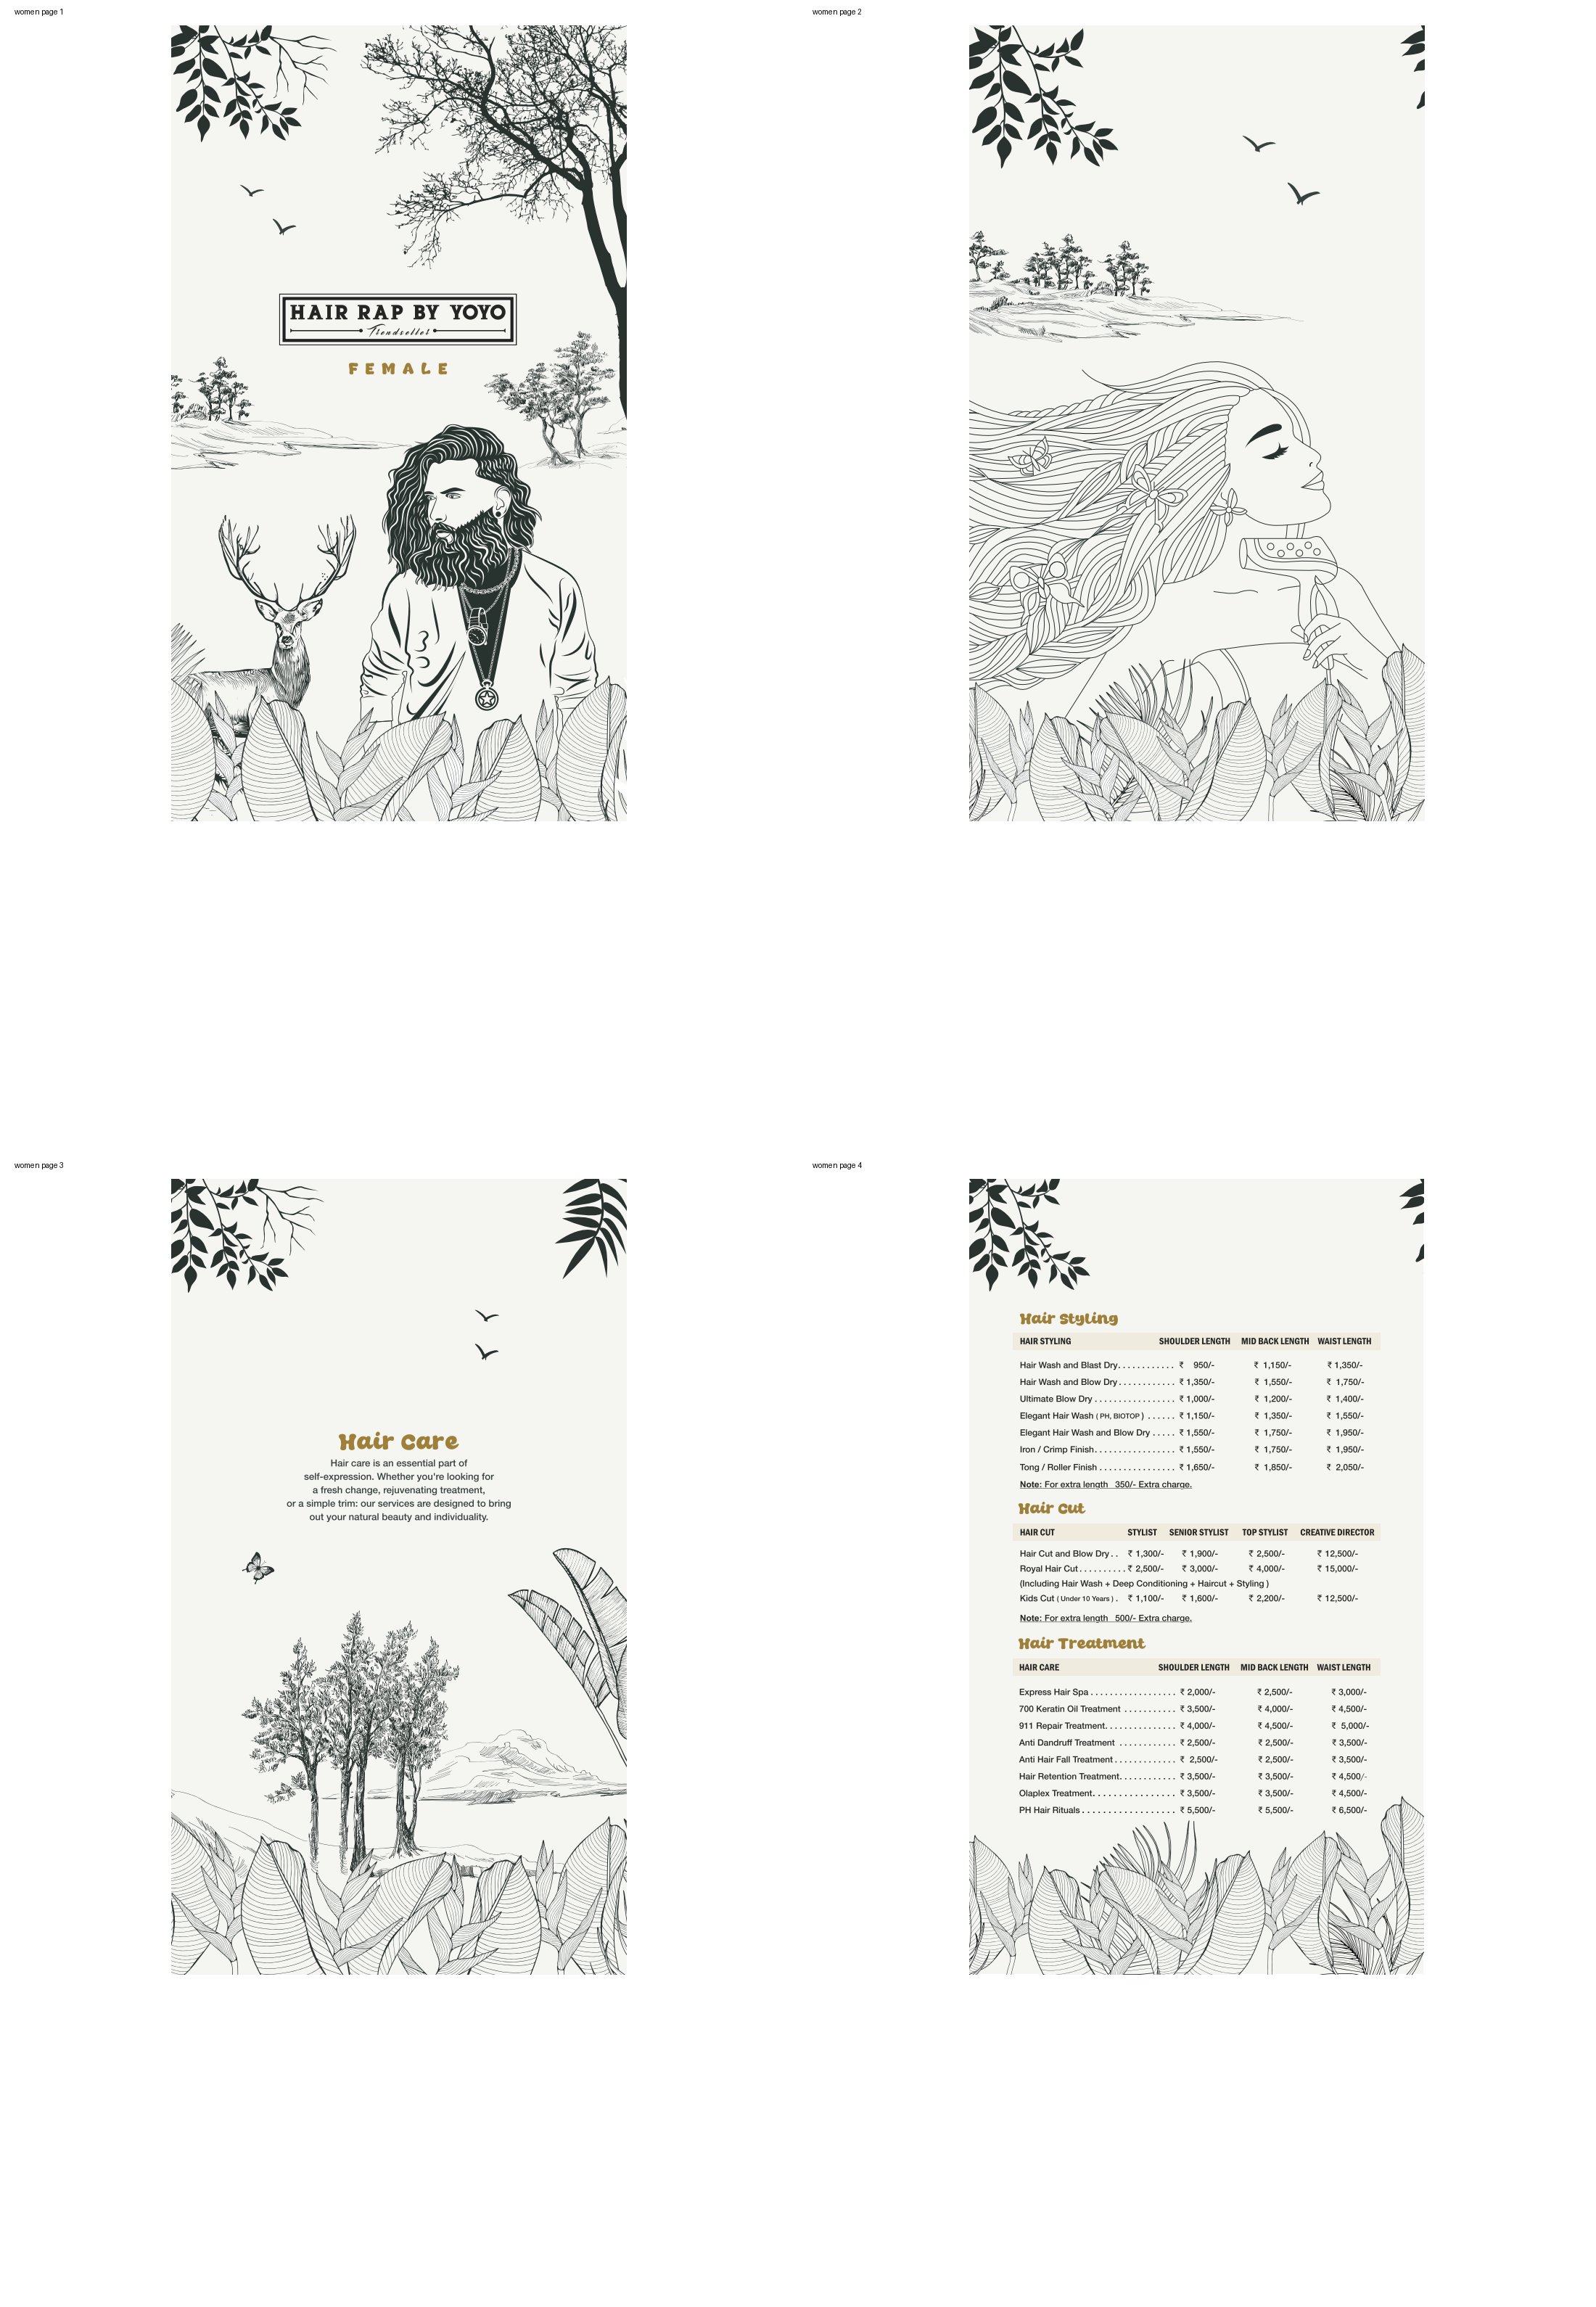 women page 1
women page 2
HAIR RAP BY YOYO
Trendsetter
FEMALE
women page 3
women page 4
Hair Care
Hair care is an essential part of
self-expression. Whether you're looking for
a fresh change, rejuvenating treatment,
or a simple trim: our services are designed to bring
out your natural beauty and individuality.
Hair Styling
HAIR STYLING SHOULDER LENGTH MID BACK LENGTH WAIST LENGTH
Hair Wash and Blast Dry............ ₹ 950/- ₹ 1,150/- ₹ 1,350/-
Hair Wash and Blow Dry............ ₹ 1,350/- ₹ 1,550/- ₹ 1,750/-
Ultimate Blow Dry ................. ₹ 1,000/- ₹ 1,200/- ₹ 1,400/-
Elegant Hair Wash ( PH, BIOTOP ) ...... ₹ 1,150/- ₹ 1,350/- ₹ 1,550/-
Elegant Hair Wash and Blow Dry ..... ₹ 1,550/- ₹ 1,750/- ₹ 1,950/-
Iron / Crimp Finish................. ₹ 1,550/- ₹ 1,750/- ₹ 1,950/-
Tong / Roller Finish ................ ₹ 1,650/- ₹ 1,850/- ₹ 2,050/-
Note: For extra length 350/- Extra charge.
Hair Cut
HAIR CUT STYLIST SENIOR STYLIST TOP STYLIST CREATIVE DIRECTOR
Hair Cut and Blow Dry.. ₹ 1,300/- ₹ 1,900/- ₹ 2,500/- ₹ 12,500/-
Royal Hair Cut.......... ₹ 2,500/- ₹ 3,000/- ₹ 4,000/- ₹ 15,000/-
(Including Hair Wash + Deep Conditioning + Haircut + Styling )
Kids Cut ( Under 10 Years ) . ₹ 1,100/- ₹ 1,600/- ₹ 2,200/- ₹ 12,500/-
Note: For extra length 500/- Extra charge.
Hair Treatment
HAIR CARE SHOULDER LENGTH MID BACK LENGTH WAIST LENGTH
Express Hair Spa .................. ₹ 2,000/- ₹ 2,500/- ₹ 3,000/-
700 Keratin Oil Treatment ........... ₹ 3,500/- ₹ 4,000/- ₹ 4,500/-
911 Repair Treatment............... ₹ 4,000/- ₹ 4,500/- ₹ 5,000/-
Anti Dandruff Treatment ............ ₹ 2,500/- ₹ 2,500/- ₹ 3,500/-
Anti Hair Fall Treatment............. ₹ 2,500/- ₹ 2,500/- ₹ 3,500/-
Hair Retention Treatment............ ₹ 3,500/- ₹ 3,500/- ₹ 4,500/-
Olaplex Treatment................. ₹ 3,500/- ₹ 3,500/- ₹ 4,500/-
PH Hair Rituals .................... ₹ 5,500/- ₹ 5,500/- ₹ 6,500/-